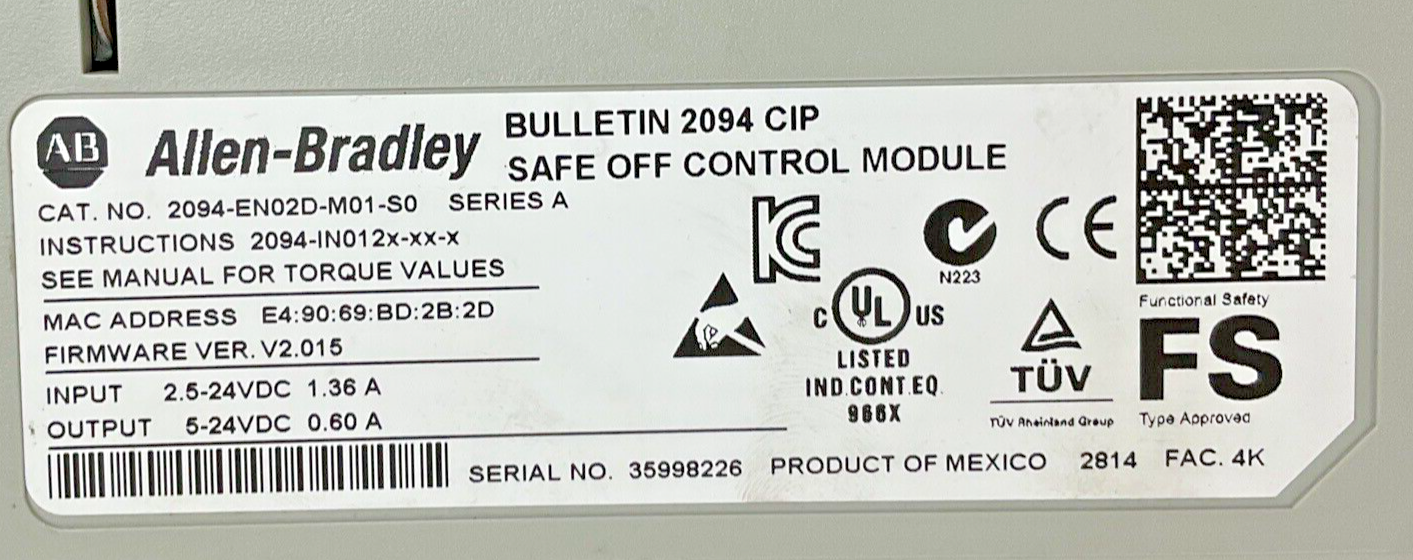 AB Allen-Bradley
BULLETIN 2094 CIP
SAFE OFF CONTROL MODULE
CAT. NO. 2094-EN02D-M01-S0 SERIES A
INSTRUCTIONS 2094-IN012x-xx-x
SEE MANUAL FOR TORQUE VALUES
MAC ADDRESS E4:90:69:BD:2B:2D
FIRMWARE VER. V2.015
INPUT 2.5-24VDC 1.36 A
OUTPUT 5-24VDC 0.60 A
KC
N223
CE
C UL US
LISTED
IND.CONT.EQ.
966X
TÜV
TÜV Rheinland Group
Functional Safety
FS
Type Approved
SERIAL NO. 35998226 PRODUCT OF MEXICO 2814 FAC. 4K